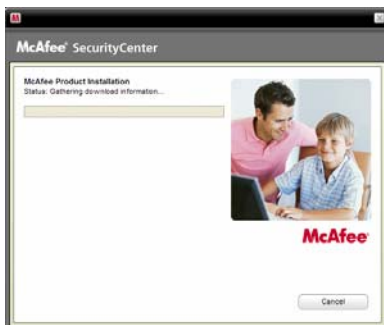 McAfee® SecurityCenter
McAfee Product Installation
Status: Gathering download information...
McAfee®
Cancel